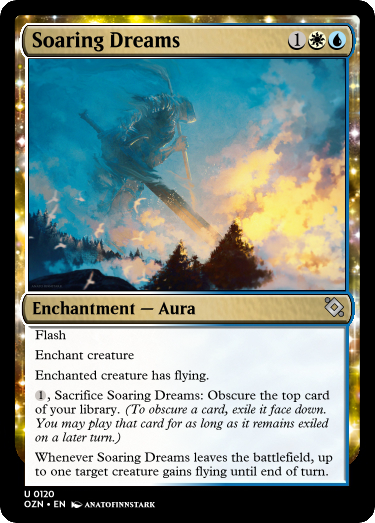 Soaring Dreams 1
Enchantment — Aura
Flash
Enchant creature
Enchanted creature has flying.
1, Sacrifice Soaring Dreams: Obscure the top card
of your library. (To obscure a card, exile it face down.
You may play that card for as long as it remains exiled
on a later turn.)
Whenever Soaring Dreams leaves the battlefield, up
to one target creature gains flying until end of turn.
U 0120
OZN • EN ANATOFINNSTARK